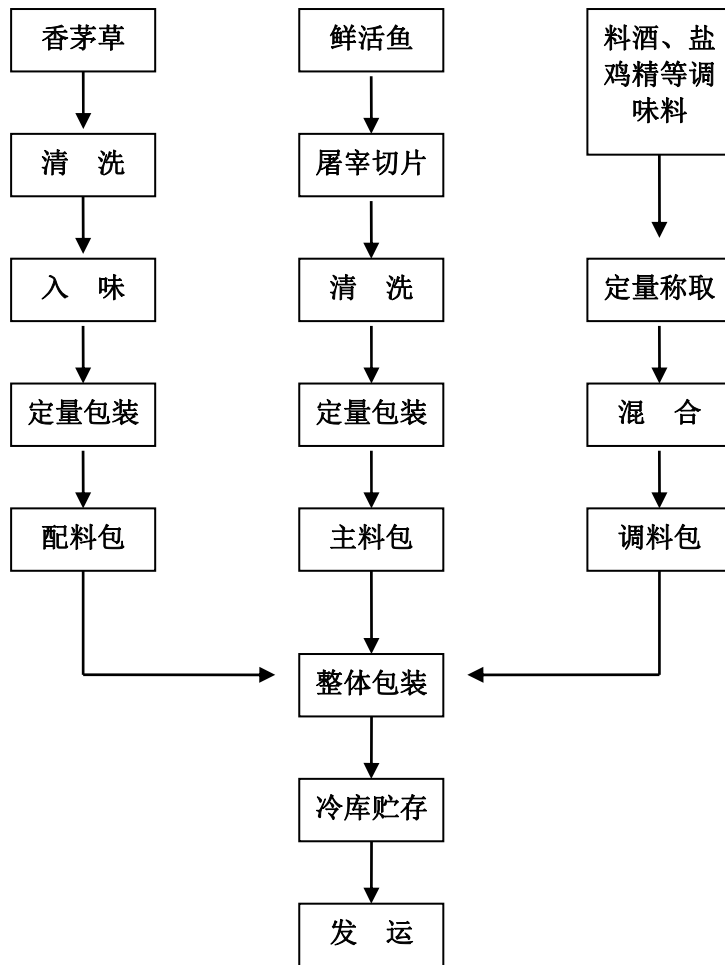 香茅草
鲜活鱼
料酒、盐
鸡精等调
味料
清 洗
屠宰切片
入 味
清 洗
定量称取
定量包装
定量包装
混 合
配料包
主料包
调料包
整体包装
冷库贮存
发 运